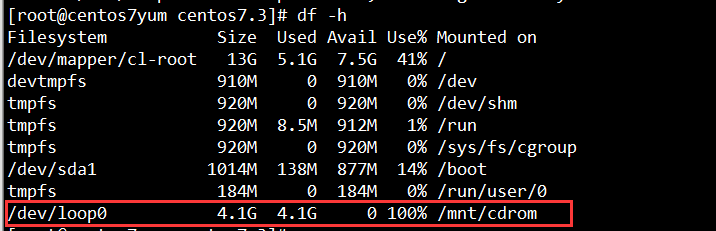 [root@centos7yum centos7.3]# df -h
Filesystem Size Used Avail Use% Mounted on
/dev/mapper/cl-root 13G 5.1G 7.5G 41% /
devtmpfs 910M 0 910M 0% /dev
tmpfs 920M 0 920M 0% /dev/shm
tmpfs 920M 8.5M 912M 1% /run
tmpfs 920M 0 920M 0% /sys/fs/cgroup
/dev/sda1 1014M 138M 877M 14% /boot
tmpfs 184M 0 184M 0% /run/user/0
/dev/loop0 4.1G 4.1G 0 100% /mnt/cdrom